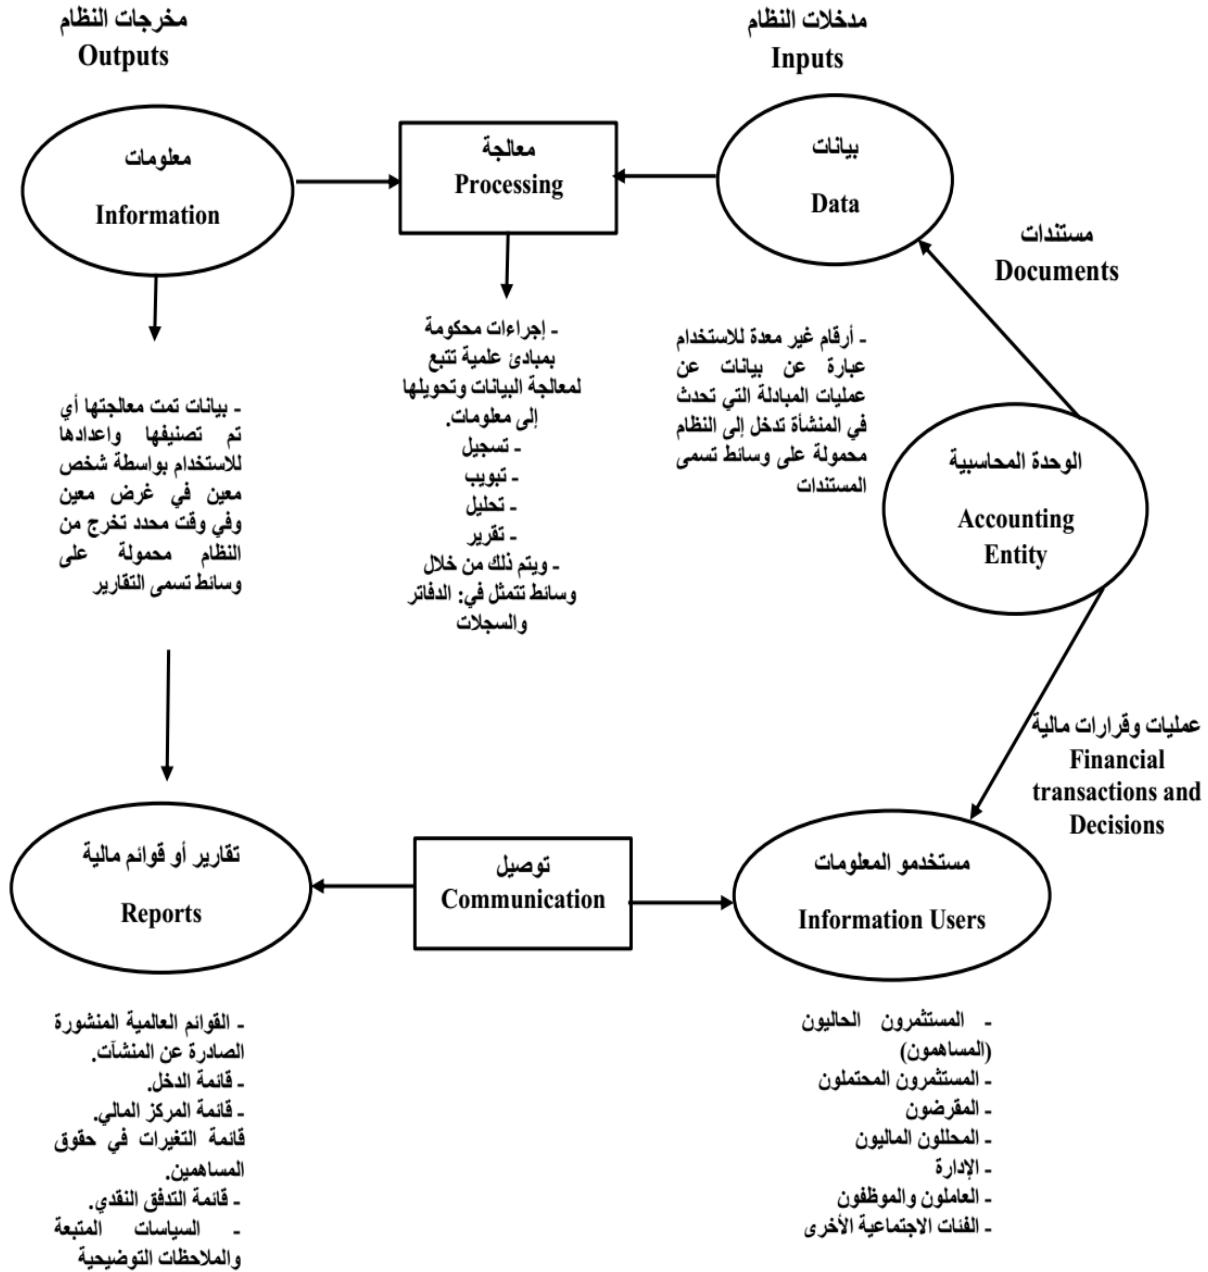 مدخلات النظام
Inputs
مخرجات النظام
Outputs
بيانات
Data
معالجة
Processing
معلومات
Information
مستندات
Documents
- أرقام غير معدة للاستخدام
عبارة عن بيانات عن
عمليات المبادلة التي تحدث
في المنشأة تدخل إلى النظام
محمولة على وسائط تسمى
المستندات
- إجراءات محكومة
بمبادئ علمية تتبع
لمعالجة البيانات وتحويلها
إلى معلومات.
- تسجيل
- تبويب
- تحليل
- تقرير
- ويتم ذلك من خلال
وسائط تتمثل في: الدفاتر
والسجلات
- بيانات تمت معالجتها أي
تم تصنيفها واعدادها
للاستخدام بواسطة شخص
معين في غرض معين
وفي وقت محدد تخرج من
النظام محمولة على
وسائط تسمى التقارير
الوحدة المحاسبية
Accounting
Entity
عمليات وقرارات مالية
Financial
transactions and
Decisions
مستخدمو المعلومات
Information Users
توصيل
Communication
تقارير أو قوائم مالية
Reports
- المستثمرون الحاليون
(المساهمون)
- المستثمرون المحتملون
- المقرضون
- المحللون الماليون
- الإدارة
- العاملون والموظفون
- الفئات الاجتماعية الأخرى
- القوائم العالمية المنشورة
الصادرة عن المنشآت.
- قائمة الدخل.
- قائمة المركز المالي.
قائمة التغيرات في حقوق
المساهمين.
- قائمة التدفق النقدي.
- السياسات المتبعة
والملاحظات التوضيحية